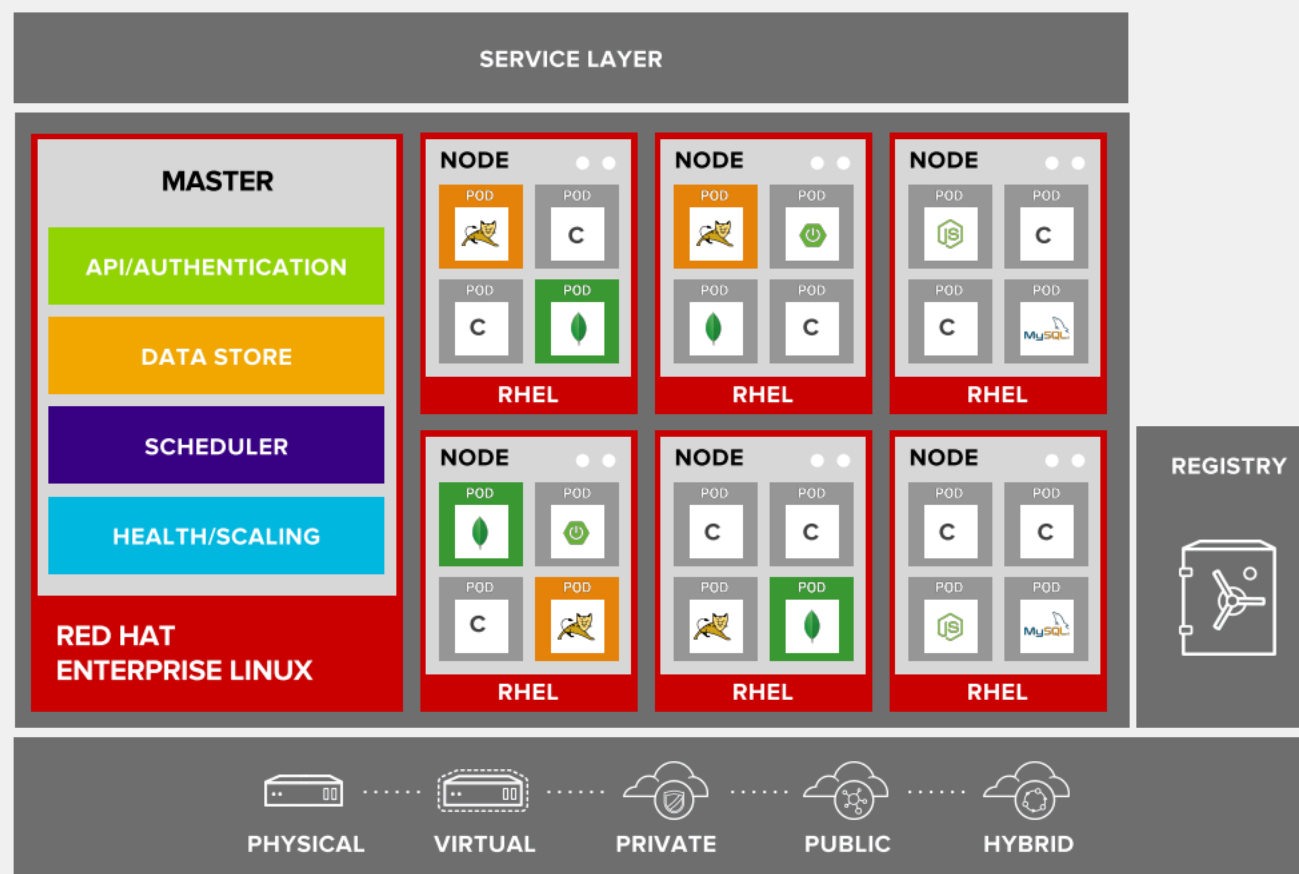 SERVICE LAYER
MASTER
API/AUTHENTICATION
DATA STORE
SCHEDULER
HEALTH/SCALING
RED HAT
ENTERPRISE LINUX
NODE
POD
POD
C
POD
POD
C
RHEL
NODE
POD
POD
POD
POD
C
RHEL
NODE
POD
POD
JS
C
POD
POD
C
MySQL
RHEL
NODE
POD
POD
POD
POD
C
RHEL
NODE
POD
POD
C
C
POD
POD
RHEL
NODE
POD
POD
C
C
POD
POD
JS
MySQL
RHEL
REGISTRY
PHYSICAL
VIRTUAL
PRIVATE
PUBLIC
HYBRID